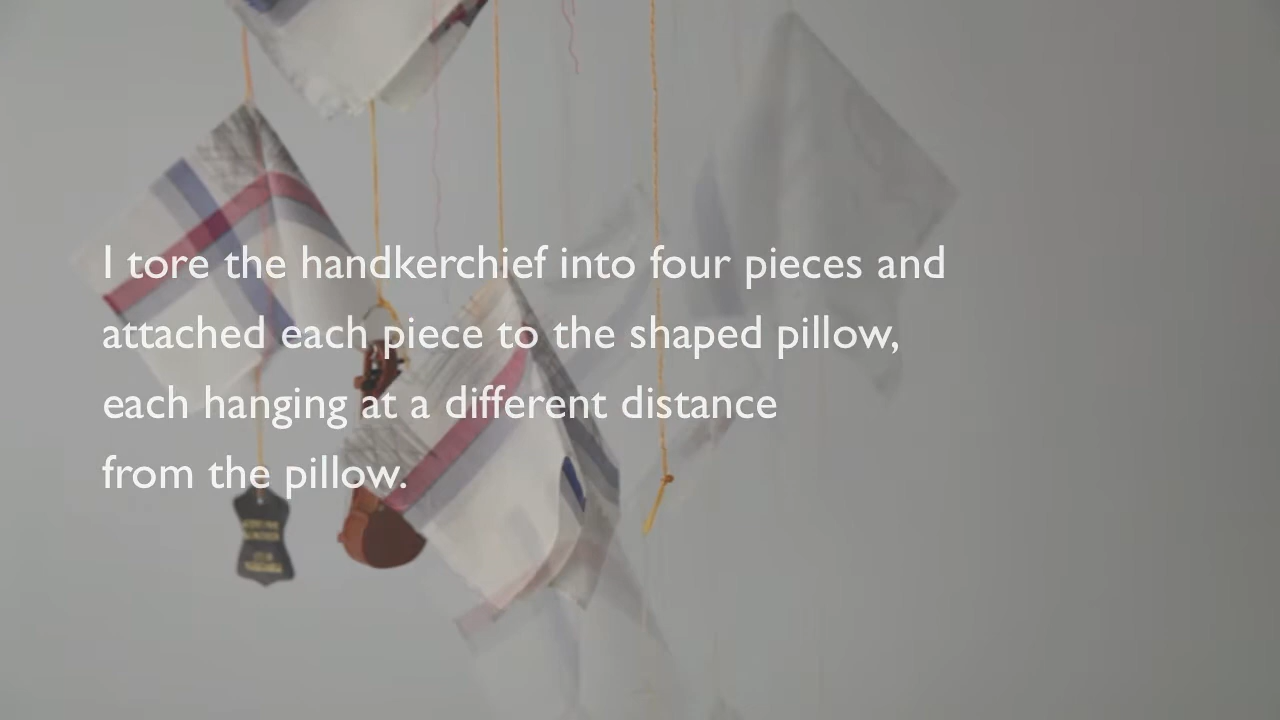 I tore the handkerchief into four pieces and
attached each piece to the shaped pillow,
each hanging at a different distance
from the pillow.